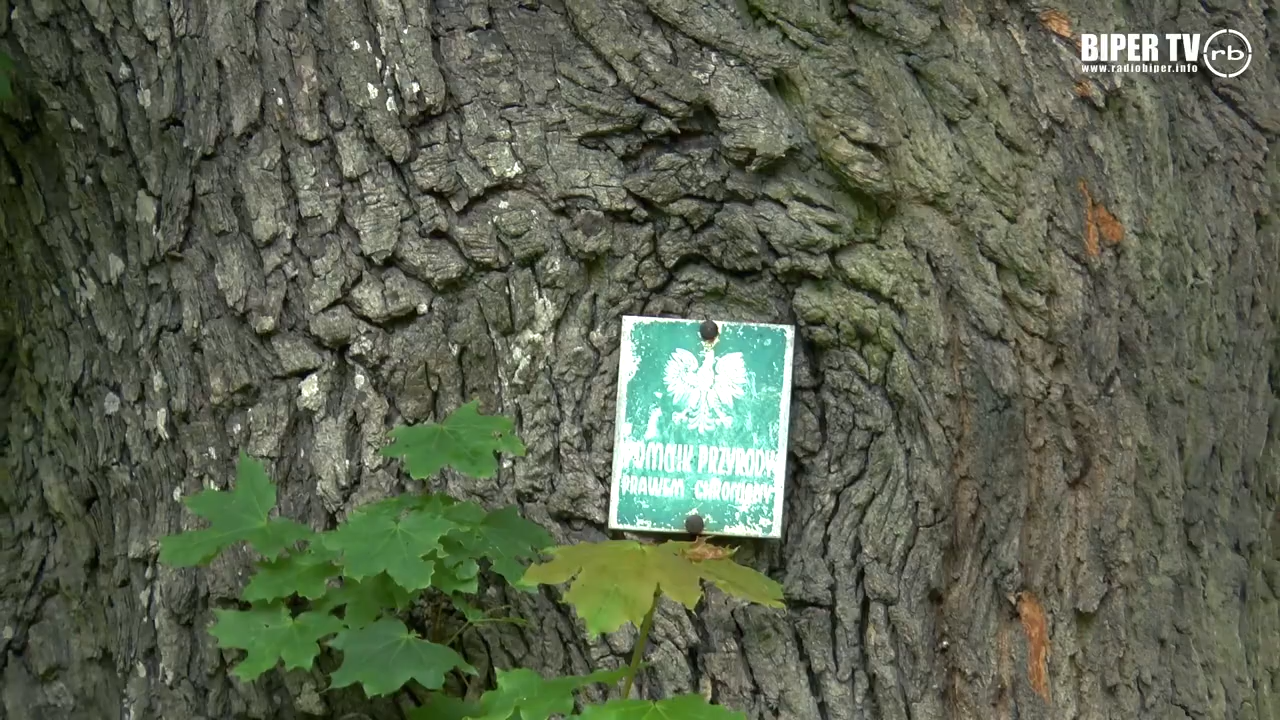 BIPER TV rb
www.radiobiper.info
POMNIK PRZYRODY
PRAWEM CHRONIONY